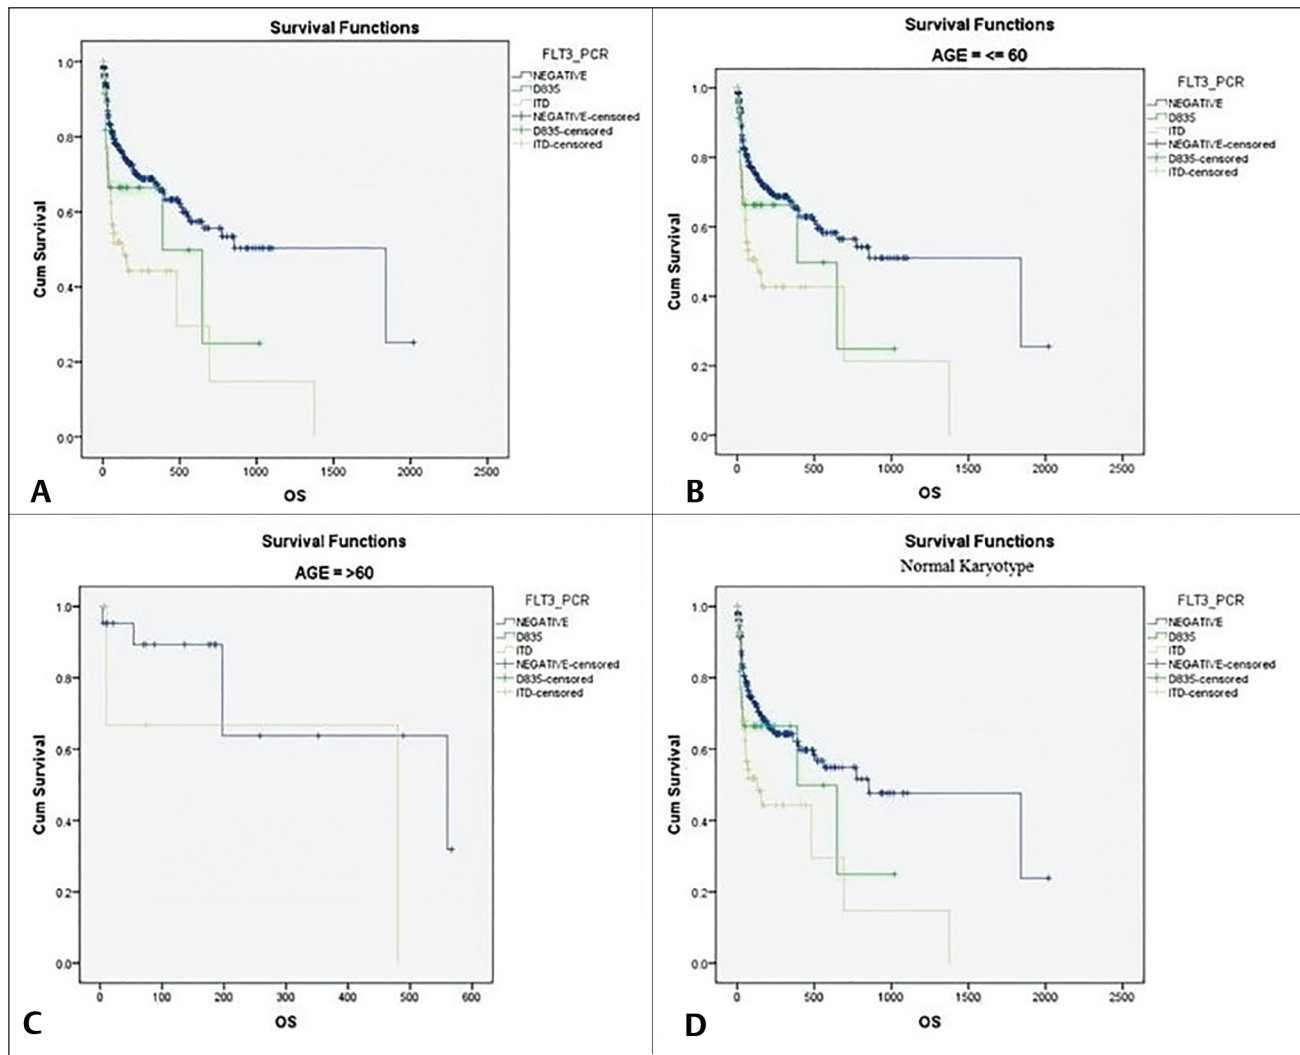 Survival Functions
FLT3_PCR
NEGATIVE
D835
ITD
NEGATIVE-censored
D835-censored
ITD-censored
Cum Survival
1.0
0.8
0.6
0.4
0.2
0.0
0 500 1000 1500 2000 2500
OS
A
Survival Functions
AGE = <= 60
FLT3_PCR
NEGATIVE
D835
ITD
NEGATIVE-censored
D835-censored
ITD-censored
Cum Survival
1.0
0.8
0.6
0.4
0.2
0.0
0 500 1000 1500 2000 2500
OS
B
Survival Functions
AGE = >60
FLT3_PCR
NEGATIVE
D835
ITD
NEGATIVE-censored
D835-censored
ITD-censored
Cum Survival
1.0
0.8
0.6
0.4
0.2
0.0
0 100 200 300 400 500 600
OS
C
Survival Functions
Normal Karyotype
FLT3_PCR
NEGATIVE
D835
ITD
NEGATIVE-censored
D835-censored
ITD-censored
Cum Survival
1.0
0.8
0.6
0.4
0.2
0.0
0 500 1000 1500 2000 2500
OS
D